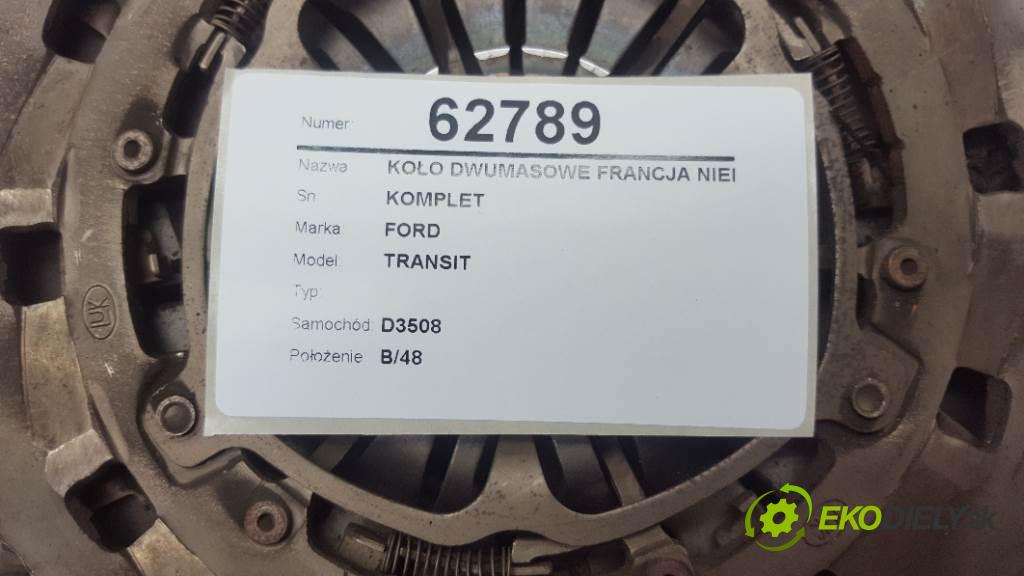 Numer: 62789
Nazwa KOŁO DWUMASOWE FRANCJA NIEI
Sn: KOMPLET
Marka FORD
Model: TRANSIT
Typ:
Samochód: D3508
Położenie B/48
LUK
EKODIELY.sk